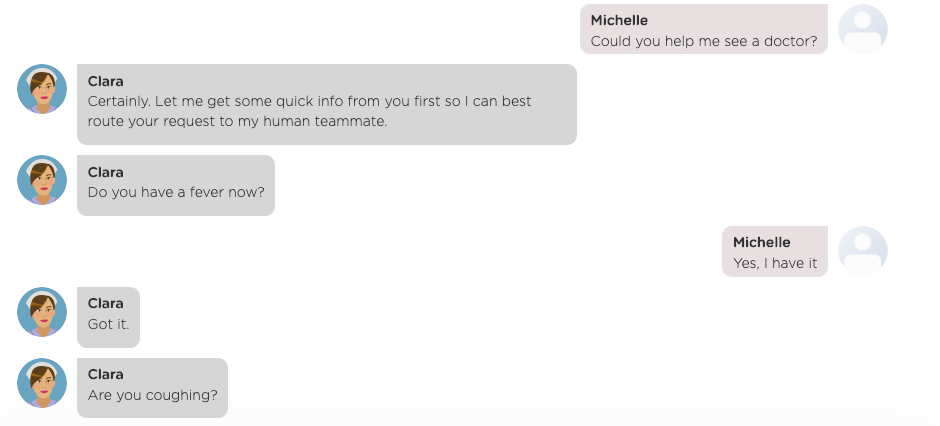 Michelle
Could you help me see a doctor?
Clara
Certainly. Let me get some quick info from you first so I can best
route your request to my human teammate.
Clara
Do you have a fever now?
Michelle
Yes, I have it
Clara
Got it.
Clara
Are you coughing?